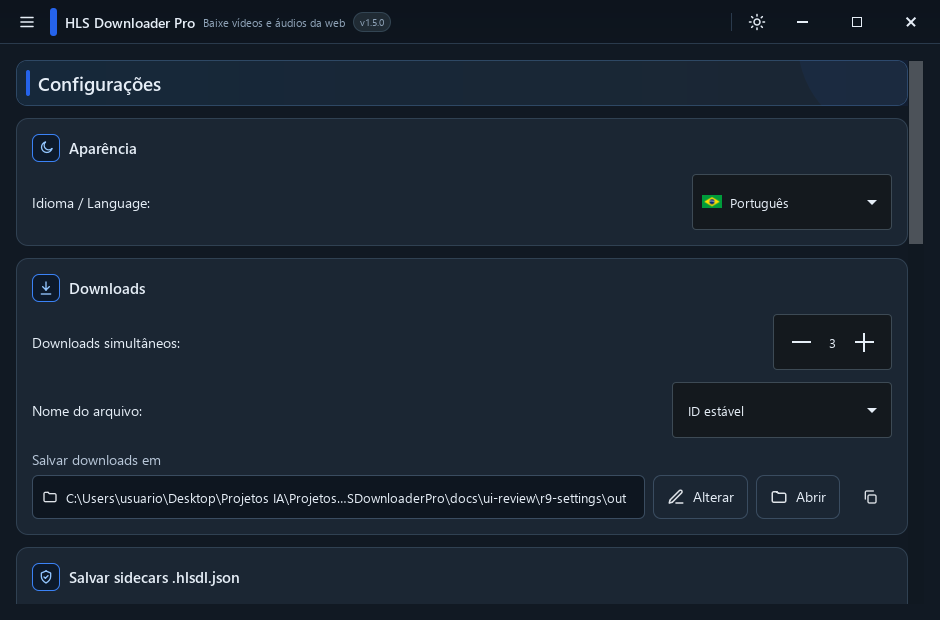 HLS Downloader Pro Baixe vídeos e áudios da web v1.5.0
Configurações
Aparência
Idioma / Language: Português
Downloads
Downloads simultâneos: 3
Nome do arquivo: ID estável
Salvar downloads em
C:\Users\usuario\Desktop\Projetos IA\Projetos...SDownloaderPro\docs\ui-review\r9-settings\out Alterar Abrir
Salvar sidecars .hlsdl.json